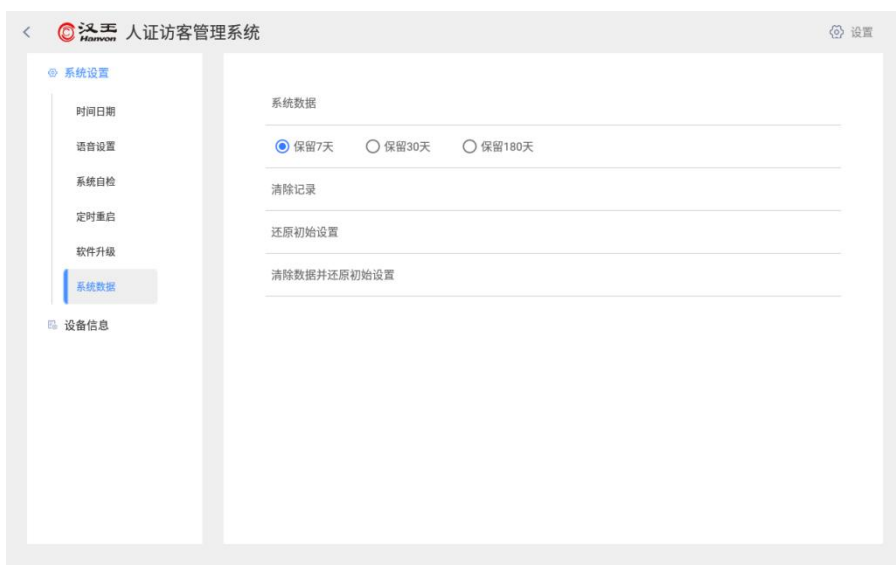 汉王 Hanvon 人证访客管理系统
设置
系统设置
时间日期
语音设置
系统自检
定时重启
软件升级
系统数据
设备信息
系统数据
保留7天 保留30天 保留180天
清除记录
还原初始设置
清除数据并还原初始设置